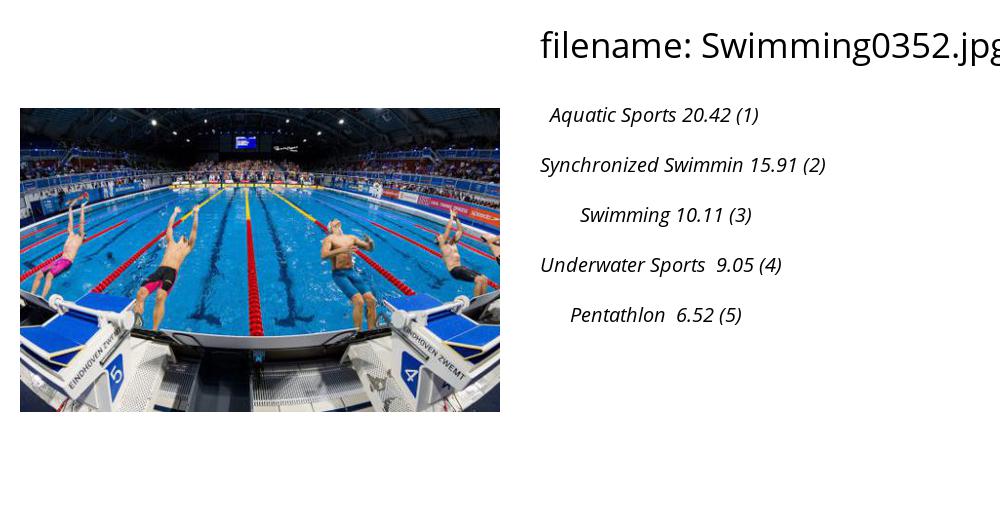 filename: Swimming0352.jpg
Aquatic Sports 20.42 (1)
Synchronized Swimmin 15.91 (2)
Swimming 10.11 (3)
Underwater Sports 9.05 (4)
Pentathlon 6.52 (5)
EINDHOVEN ZWEMT
5
EINDHOVEN ZWEMT
4